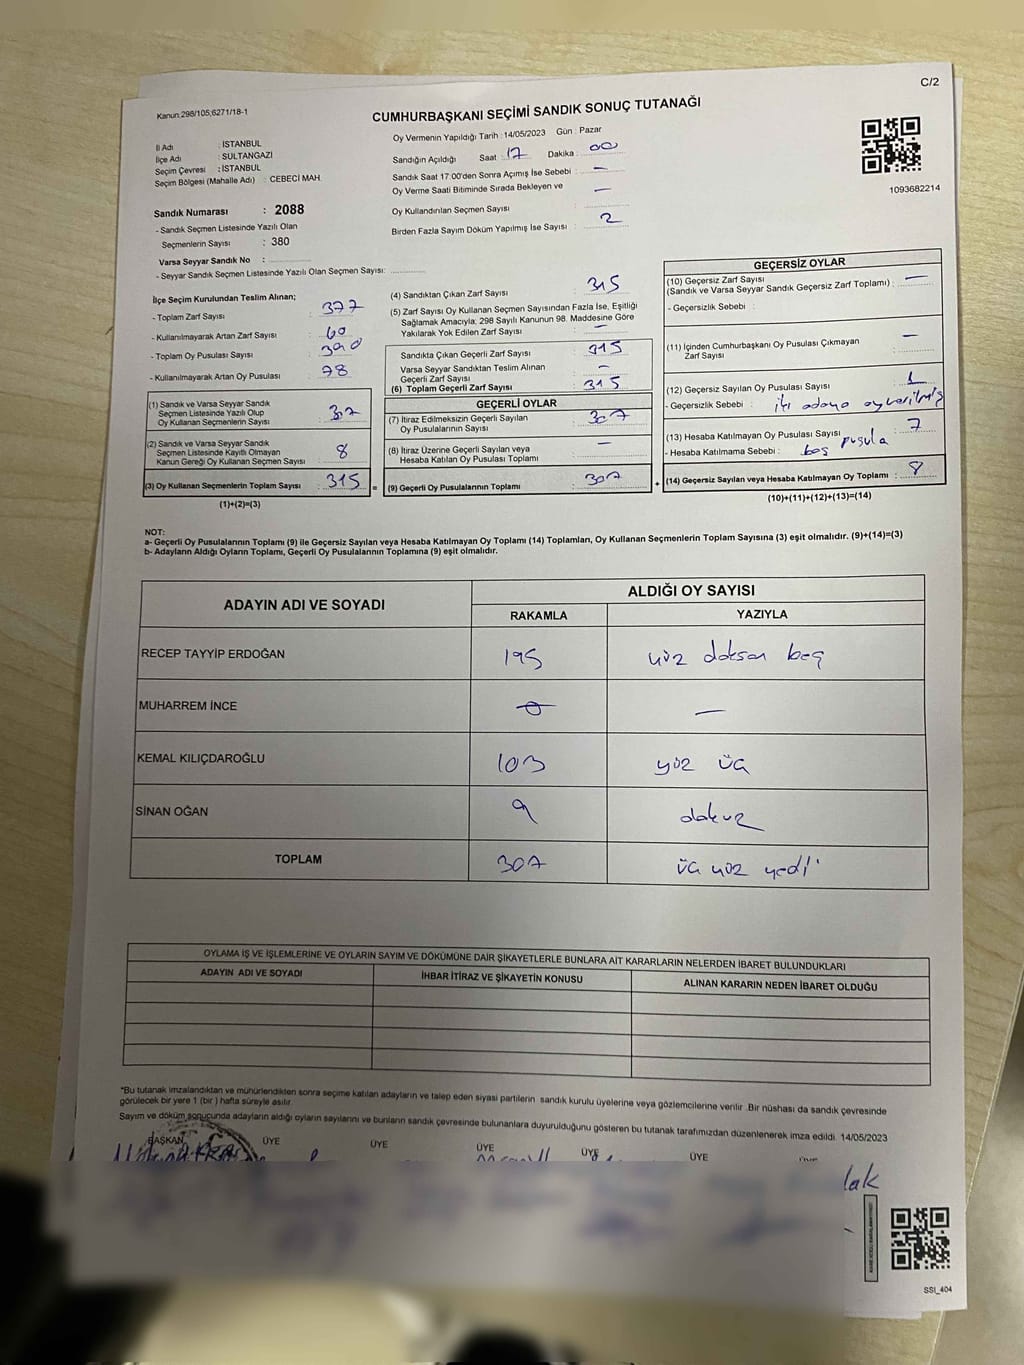 C/2
Kanun:298/105;6271/18-1
CUMHURBAŞKANI SEÇİMİ SANDIK SONUÇ TUTANAĞI
1093682214
İl Adı : İSTANBUL
İlçe Adı : SULTANGAZİ
Seçim Çevresi : İSTANBUL
Seçim Bölgesi (Mahalle Adı) : CEBECİ MAH.
Sandık Numarası : 2088
- Sandık Seçmen Listesinde Yazılı Olan
Seçmenlerin Sayısı : 380
Varsa Seyyar Sandık No :
- Seyyar Sandık Seçmen Listesinde Yazılı Olan Seçmen Sayısı:
Oy Vermenin Yapıldığı Tarih : 14/05/2023 Gün : Pazar
Sandığın Açıldığı Saat : 17 Dakika : 00
Sandık Saat 17:00'den Sonra Açılmış İse Sebebi : —
Oy Verme Saati Bitiminde Sırada Bekleyen ve —
Oy Kullandırılan Seçmen Sayısı :
Birden Fazla Sayım Döküm Yapılmış İse Sayısı : 2
İlçe Seçim Kurulundan Teslim Alınan;
- Toplam Zarf Sayısı : 377
- Kullanılmayarak Artan Zarf Sayısı : 60
- Toplam Oy Pusulası Sayısı : 390
- Kullanılmayarak Artan Oy Pusulası : 78
(1) Sandık ve Varsa Seyyar Sandık
Seçmen Listesinde Yazılı Olup
Oy Kullanan Seçmenlerin Sayısı : 307
(2) Sandık ve Varsa Seyyar Sandık
Seçmen Listesinde Kayıtlı Olmayan
Kanun Gereği Oy Kullanan Seçmen Sayısı : 8
(3) Oy Kullanan Seçmenlerin Toplam Sayısı : 315 =
(1)+(2)=(3)
(4) Sandıktan Çıkan Zarf Sayısı : 315
(5) Zarf Sayısı Oy Kullanan Seçmen Sayısından Fazla İse, Eşitliği
Sağlamak Amacıyla; 298 Sayılı Kanunun 98. Maddesine Göre
Yakılarak Yok Edilen Zarf Sayısı : —
Sandıkta Çıkan Geçerli Zarf Sayısı : 315
Varsa Seyyar Sandıktan Teslim Alınan
Geçerli Zarf Sayısı : —
(6) Toplam Geçerli Zarf Sayısı : 315
GEÇERLİ OYLAR
(7) İtiraz Edilmeksizin Geçerli Sayılan
Oy Pusulalarının Sayısı : 307
(8) İtiraz Üzerine Geçerli Sayılan veya
Hesaba Katılan Oy Pusulası Toplamı : —
(9) Geçerli Oy Pusulalarının Toplamı : 307 +
GEÇERSİZ OYLAR
(10) Geçersiz Zarf Sayısı —
(Sandık ve Varsa Seyyar Sandık Geçersiz Zarf Toplamı) :
- Geçersizlik Sebebi :
(11) İçinden Cumhurbaşkanı Oy Pusulası Çıkmayan —
Zarf Sayısı :
(12) Geçersiz Sayılan Oy Pusulası Sayısı : 1
- Geçersizlik Sebebi : iki adaya oy verilmiş
(13) Hesaba Katılmayan Oy Pusulası Sayısı : 7
- Hesaba Katılmama Sebebi : boş pusula
(14) Geçersiz Sayılan veya Hesaba Katılmayan Oy Toplamı : 8
(10)+(11)+(12)+(13)=(14)
NOT:
a- Geçerli Oy Pusulalarının Toplamı (9) ile Geçersiz Sayılan veya Hesaba Katılmayan Oy Toplamı (14) Toplamları, Oy Kullanan Seçmenlerin Toplam Sayısına (3) eşit olmalıdır. (9)+(14)=(3)
b- Adayların Aldığı Oyların Toplamı, Geçerli Oy Pusulalarının Toplamına (9) eşit olmalıdır.
ADAYIN ADI VE SOYADI
ALDIĞI OY SAYISI
RAKAMLA YAZIYLA
RECEP TAYYİP ERDOĞAN 195 yüz doksan beş
MUHARREM İNCE 0 —
KEMAL KILIÇDAROĞLU 103 yüz üç
SİNAN OĞAN 9 dokuz
TOPLAM 307 üç yüz yedi
OYLAMA İŞ VE İŞLEMLERİNE VE OYLARIN SAYIM VE DÖKÜMÜNE DAİR ŞİKAYETLERLE BUNLARA AİT KARARLARIN NELERDEN İBARET BULUNDUKLARI
ADAYIN ADI VE SOYADI İHBAR İTİRAZ VE ŞİKAYETİN KONUSU ALINAN KARARIN NEDEN İBARET OLDUĞU
*Bu tutanak imzalandıktan ve mühürlendikten sonra seçime katılan adayların ve talep eden siyasi partilerin sandık kurulu üyelerine veya gözlemcilerine verilir .Bir nüshası da sandık çevresinde
görülecek bir yere 1 (bir ) hafta süreyle asılır.
Sayım ve döküm sonucunda adayların aldığı oyların sayılarını ve bunların sandık çevresinde bulunanlara duyurulduğunu gösteren bu tutanak tarafımızdan düzenlenerek imza edildi. 14/05/2023
BAŞKAN ÜYE ÜYE ÜYE ÜYE ÜYE
SSI_404